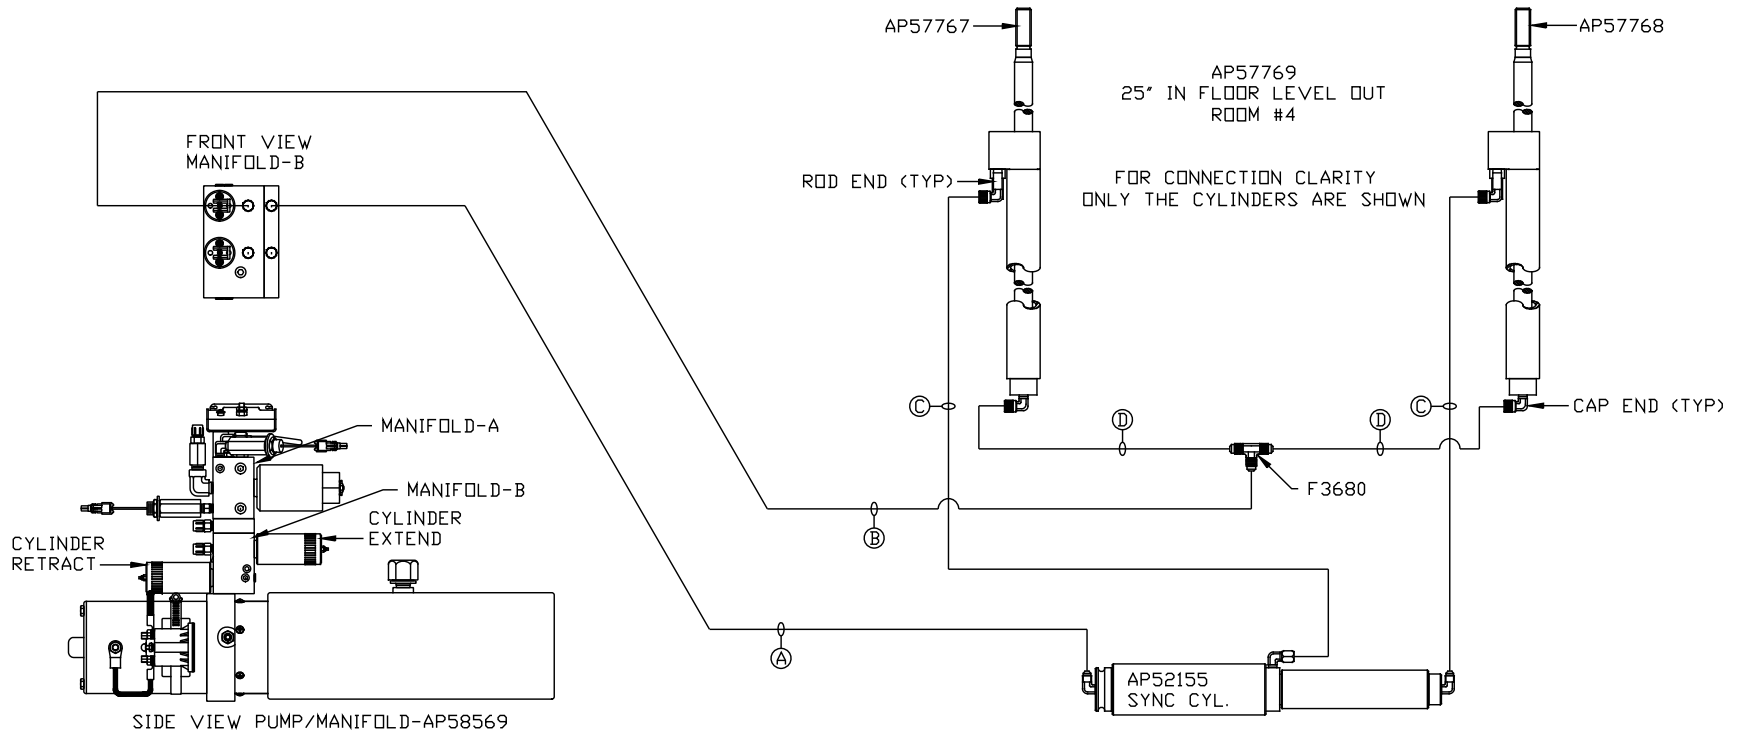 AP57767
AP57768
AP57769
25″ IN FLOOR LEVEL OUT
ROOM #4
FRONT VIEW
MANIFOLD-B
ROD END (TYP)
FOR CONNECTION CLARITY
ONLY THE CYLINDERS ARE SHOWN
C
C
CAP END (TYP)
D
D
MANIFOLD-A
F3680
MANIFOLD-B
CYLINDER
EXTEND
B
CYLINDER
RETRACT
A
AP52155
SYNC CYL.
SIDE VIEW PUMP/MANIFOLD-AP58569